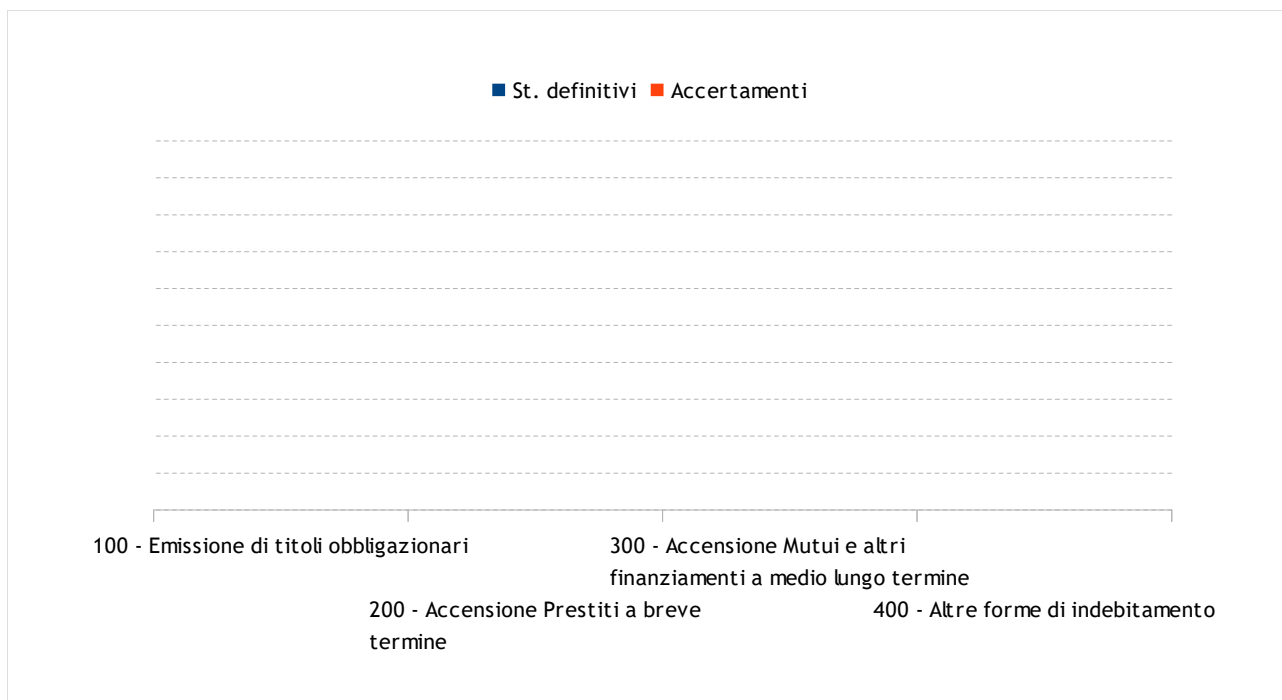 St. definitivi Accertamenti
100 - Emissione di titoli obbligazionari
300 - Accensione Mutui e altri
finanziamenti a medio lungo termine
200 - Accensione Prestiti a breve
termine
400 - Altre forme di indebitamento